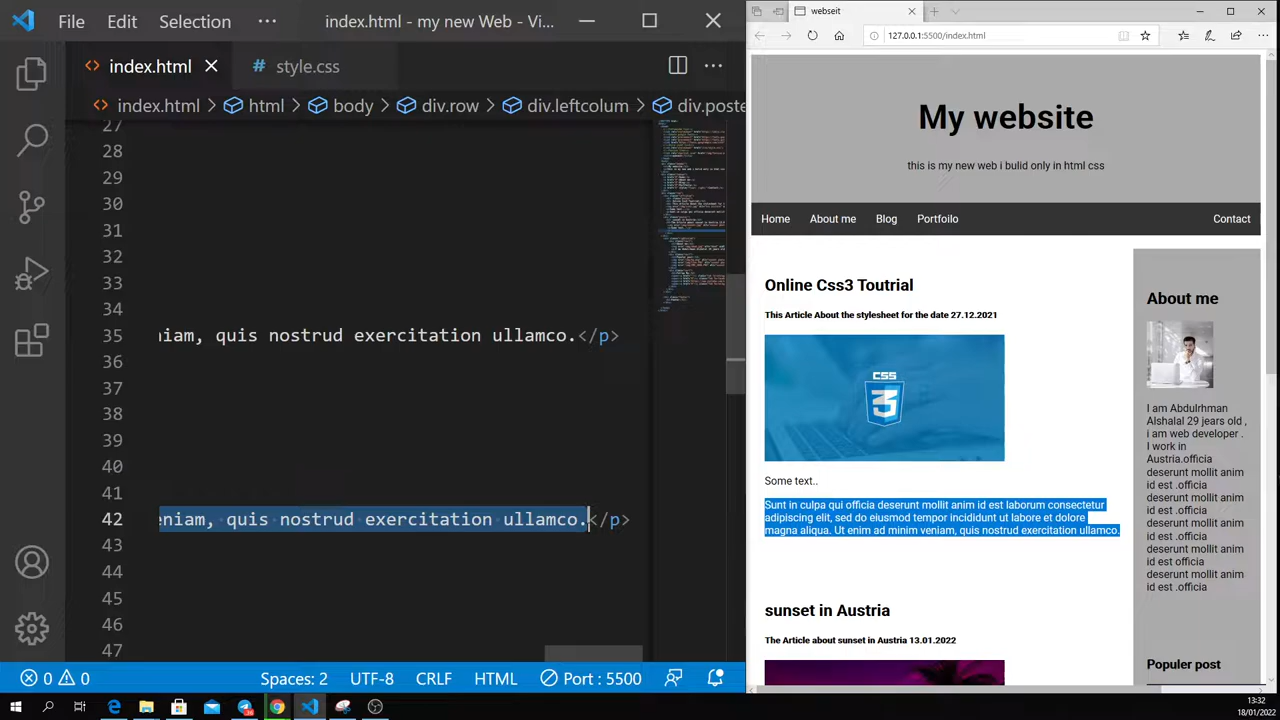 File Edit Selection ··· index.html - my new Web - Vi...
index.html
style.css
index.html > html > body > div.row > div.leftcolum > div.poste
27
28
29
30
31
32
33
34
35 niam, quis nostrud exercitation ullamco.</p>
36
37
38
39
40
41
42 eniam, quis nostrud exercitation ullamco.</p>
43
44
45
46
47
0 0 Spaces: 2 UTF-8 CRLF HTML Port : 5500
webseit
127.0.0.1:5500/index.html
My website
this is my new web i bulid only in html css
Home About me Blog Portfoilo Contact
Online Css3 Toutrial
This Article About the stylesheet for the date 27.12.2021
CSS
3
Some text..
Sunt in culpa qui officia deserunt mollit anim id est laborum consectetur
adipiscing elit, sed do eiusmod tempor incididunt ut labore et dolore
magna aliqua. Ut enim ad minim veniam, quis nostrud exercitation ullamco.
sunset in Austria
The Article about sunset in Austria 13.01.2022
About me
I am Abdulrhman
Alshalal 29 jears old ,
i am web developer .
I work in
Austria.officia
deserunt mollit anim
id est .officia
deserunt mollit anim
id est .officia
deserunt mollit anim
id est .officia
deserunt mollit anim
id est officia
deserunt mollit anim
id est .officia
Populer post
13:32
18/01/2022